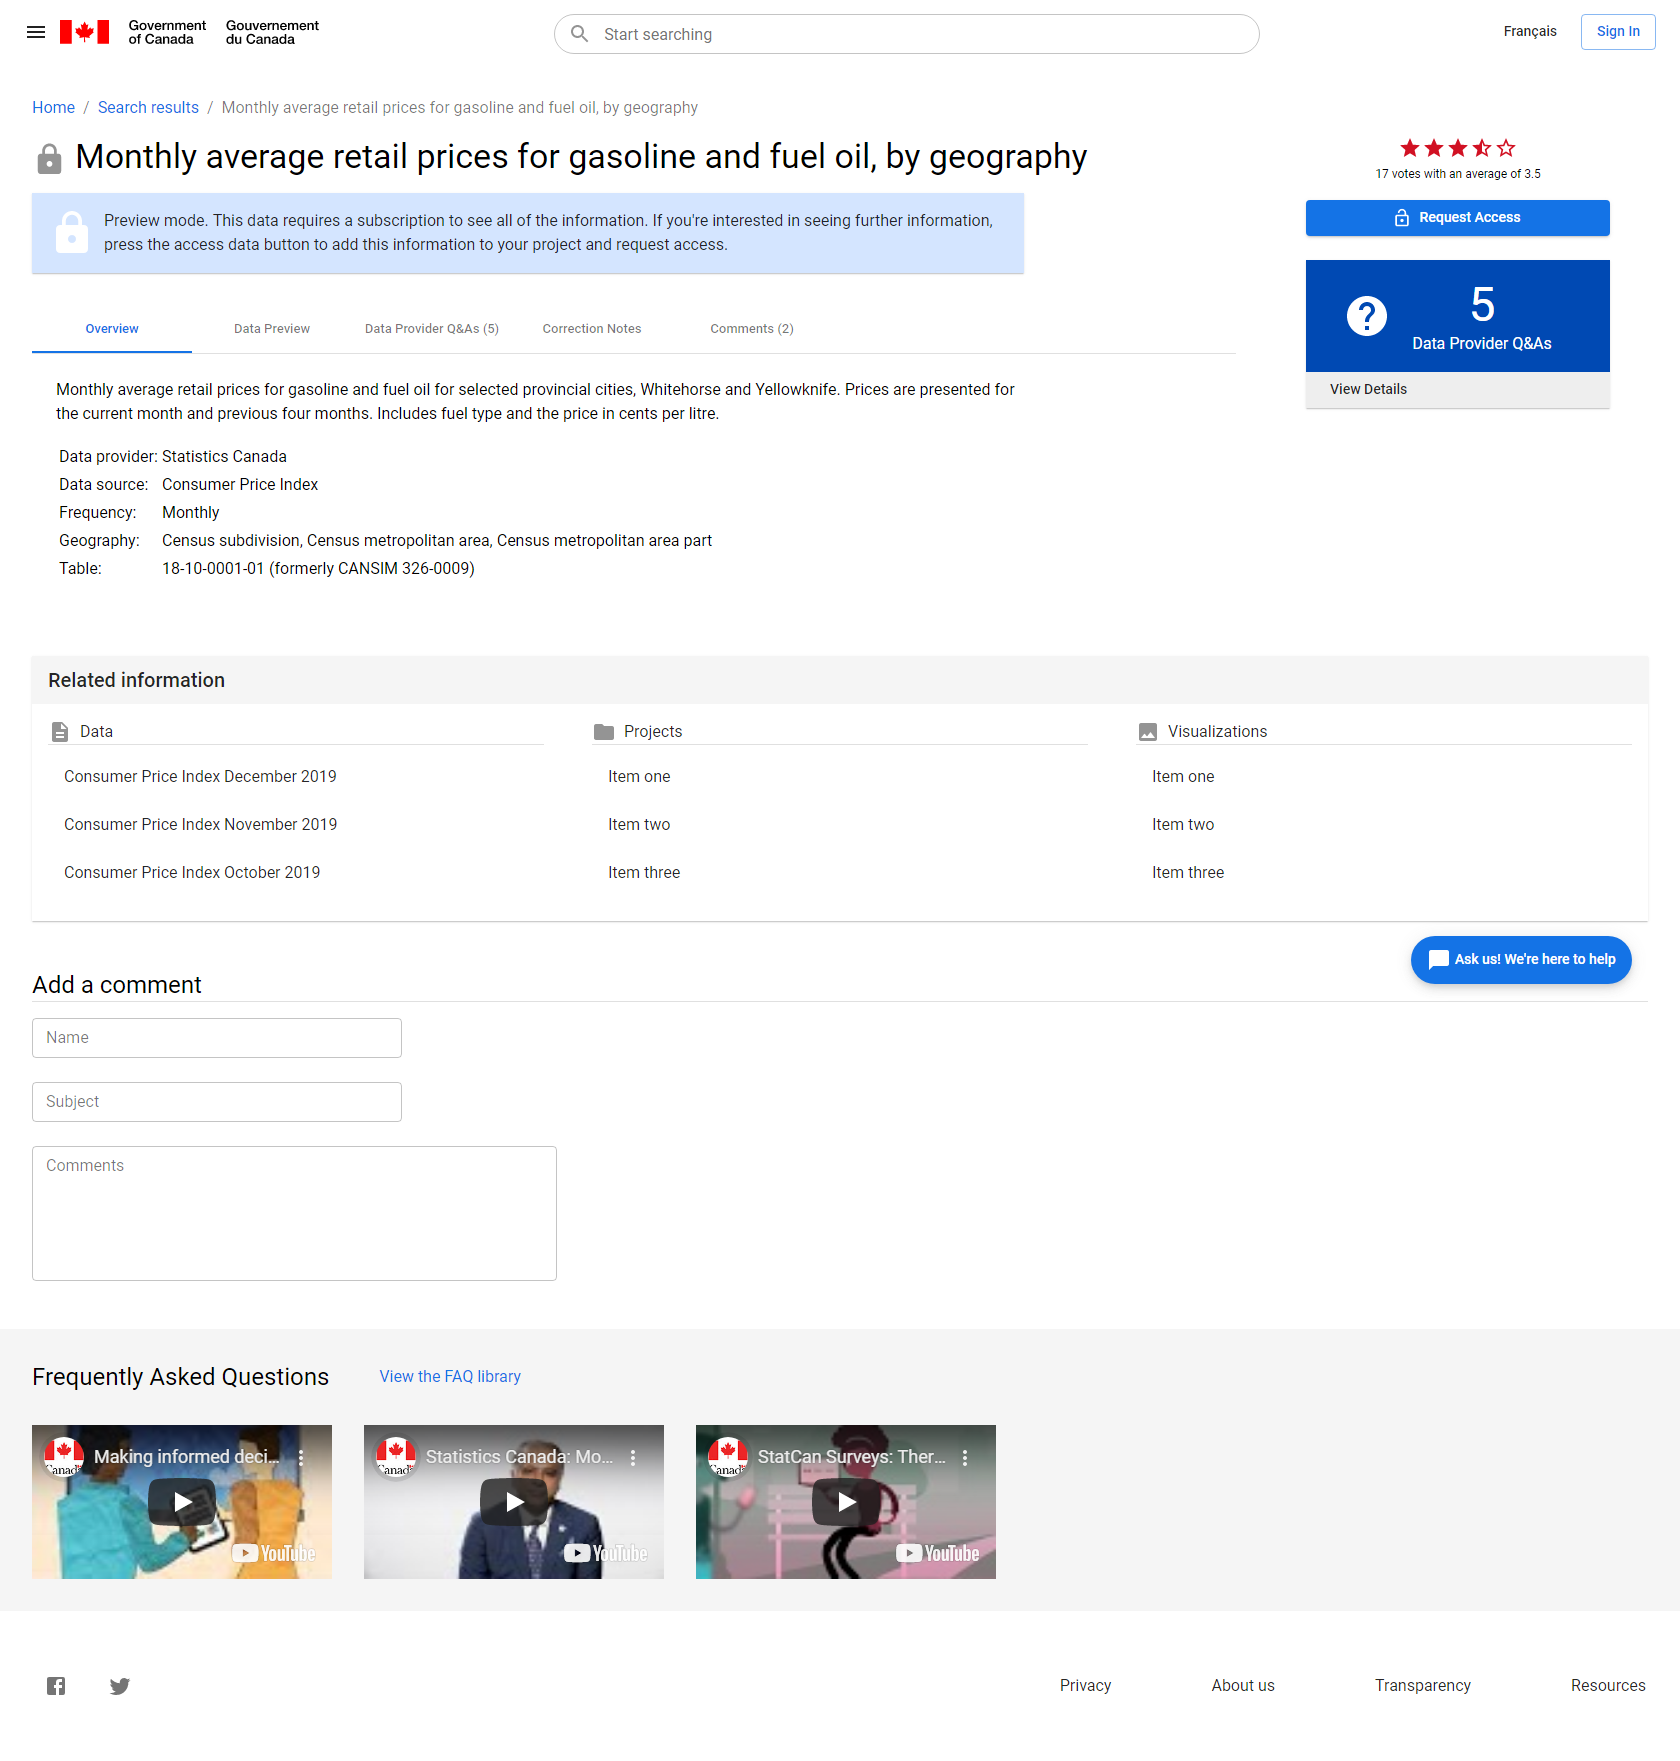 Government
of Canada
Gouvernement
du Canada
Start searching
Français
Sign In
Home / Search results / Monthly average retail prices for gasoline and fuel oil, by geography
Monthly average retail prices for gasoline and fuel oil, by geography
17 votes with an average of 3.5
Request Access
Preview mode. This data requires a subscription to see all of the information. If you're interested in seeing further information,
press the access data button to add this information to your project and request access.
5
Data Provider Q&As
View Details
Overview
Data Preview
Data Provider Q&As (5)
Correction Notes
Comments (2)
Monthly average retail prices for gasoline and fuel oil for selected provincial cities, Whitehorse and Yellowknife. Prices are presented for
the current month and previous four months. Includes fuel type and the price in cents per litre.
Data provider: Statistics Canada
Data source: Consumer Price Index
Frequency: Monthly
Geography: Census subdivision, Census metropolitan area, Census metropolitan area part
Table: 18-10-0001-01 (formerly CANSIM 326-0009)
Related information
Data
Consumer Price Index December 2019
Consumer Price Index November 2019
Consumer Price Index October 2019
Projects
Item one
Item two
Item three
Visualizations
Item one
Item two
Item three
Ask us! We're here to help
Add a comment
Name
Subject
Comments
Frequently Asked Questions
View the FAQ library
Making informed deci...
Canad
YouTube
Statistics Canada: Mo...
Canad
YouTube
StatCan Surveys: Ther...
Canad
YouTube
Privacy
About us
Transparency
Resources